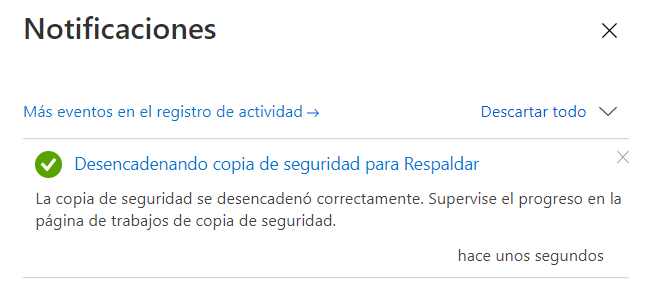 Notificaciones
Más eventos en el registro de actividad →
Descartar todo
Desencadenando copia de seguridad para Respaldar
La copia de seguridad se desencadenó correctamente. Supervise el progreso en la
página de trabajos de copia de seguridad.
hace unos segundos